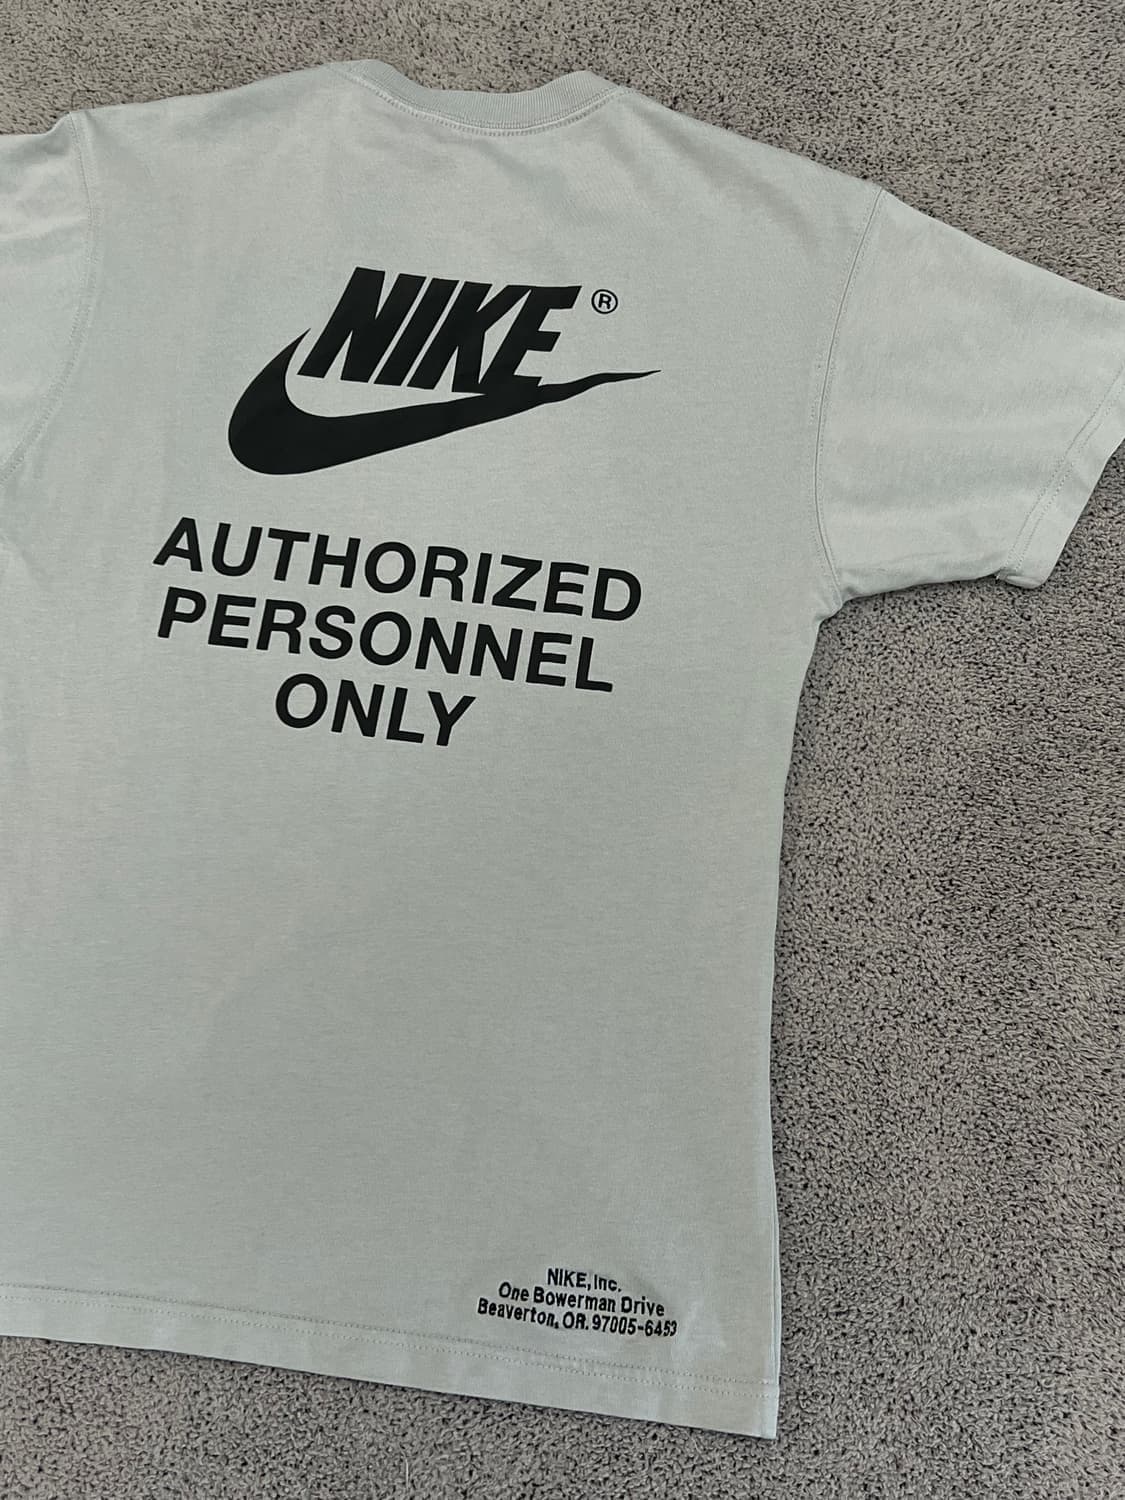 NIKE ®
AUTHORIZED
PERSONNEL
ONLY
NIKE, Inc.
One Bowerman Drive
Beaverton, OR. 97005-6453